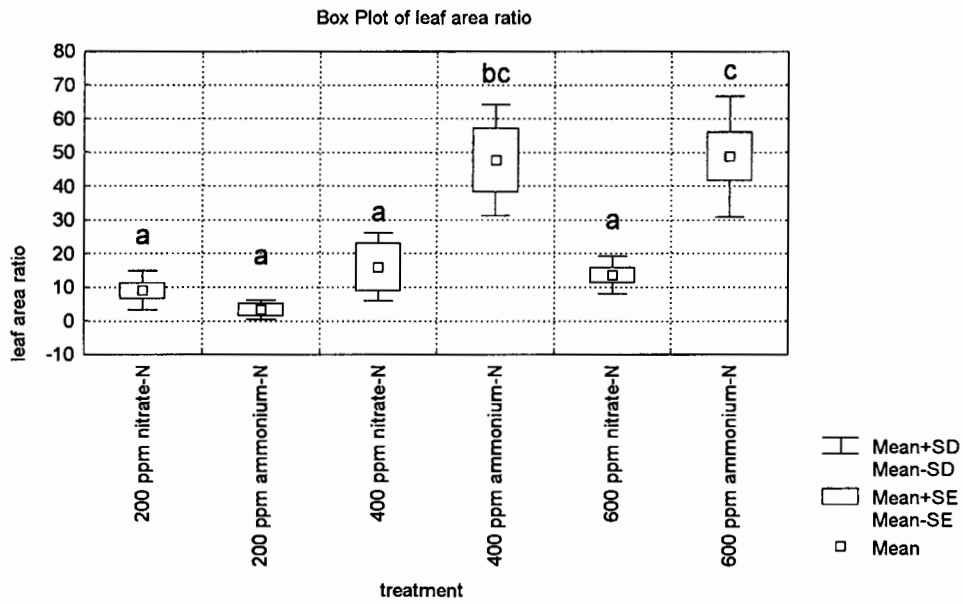 Box Plot of leaf area ratio
80
70
60
50
40
30
20
10
0
-10
leaf area ratio
a
a
a
bc
a
c
200 ppm nitrate-N
200 ppm ammonium-N
400 ppm nitrate-N
400 ppm ammonium-N
600 ppm nitrate-N
600 ppm ammonium-N
treatment
Mean+SD
Mean-SD
Mean+SE
Mean-SE
Mean